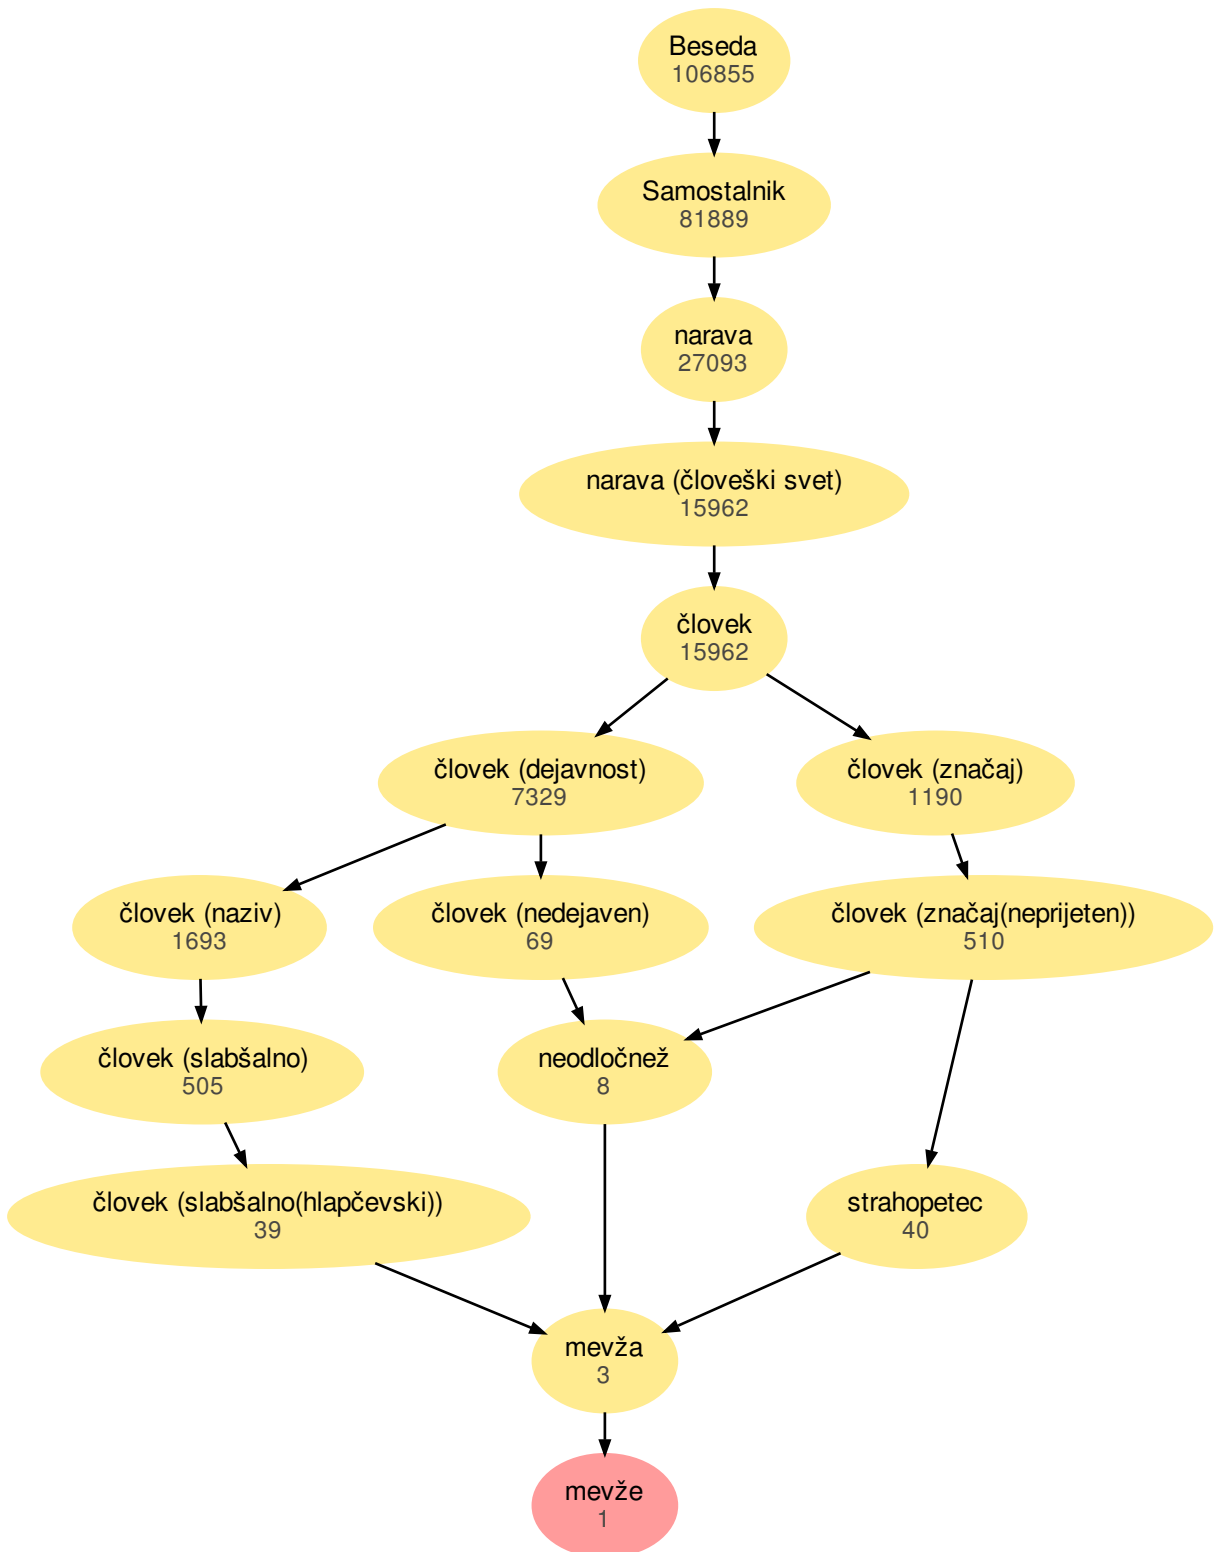 Beseda
106855
Samostalnik
81889
narava
27093
narava (človeški svet)
15962
človek
15962
človek (dejavnost)
7329
človek (značaj)
1190
človek (naziv)
1693
človek (nedejaven)
69
človek (značaj(neprijeten))
510
človek (slabšalno)
505
neodločnež
8
človek (slabšalno(hlapčevski))
39
strahopetec
40
mevža
3
mevže
1